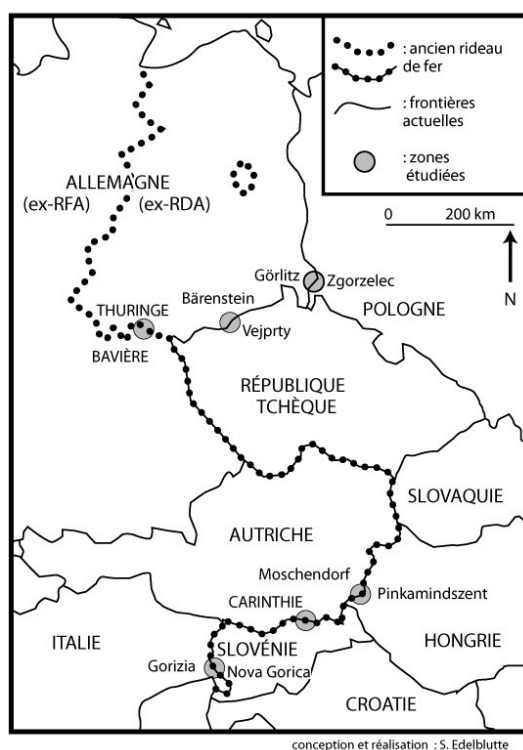 : ancien rideau
de fer
: frontières
actuelles
: zones
étudiées
0 200 km
N
ALLEMAGNE
(ex-RFA) (ex-RDA)
Görlitz Zgorzelec
POLOGNE
THURINGE
Bärenstein
Vejprty
BAVIÈRE
RÉPUBLIQUE
TCHÈQUE
SLOVAQUIE
AUTRICHE
Moschendorf
Pinkamindszent
CARINTHIE
ITALIE
SLOVÉNIE
HONGRIE
Gorizia Nova Gorica
CROATIE
conception et réalisation : S. Edelblutte